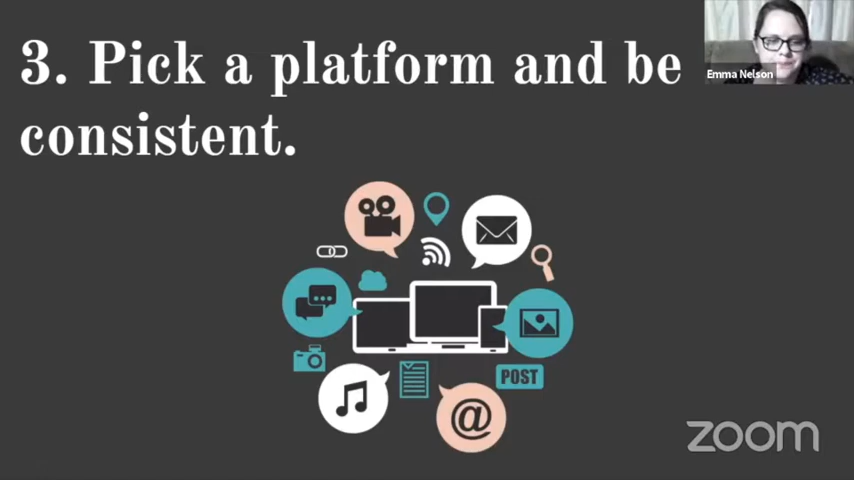 3. Pick a platform and be
consistent.
Emma Nelson
POST
@
zoom